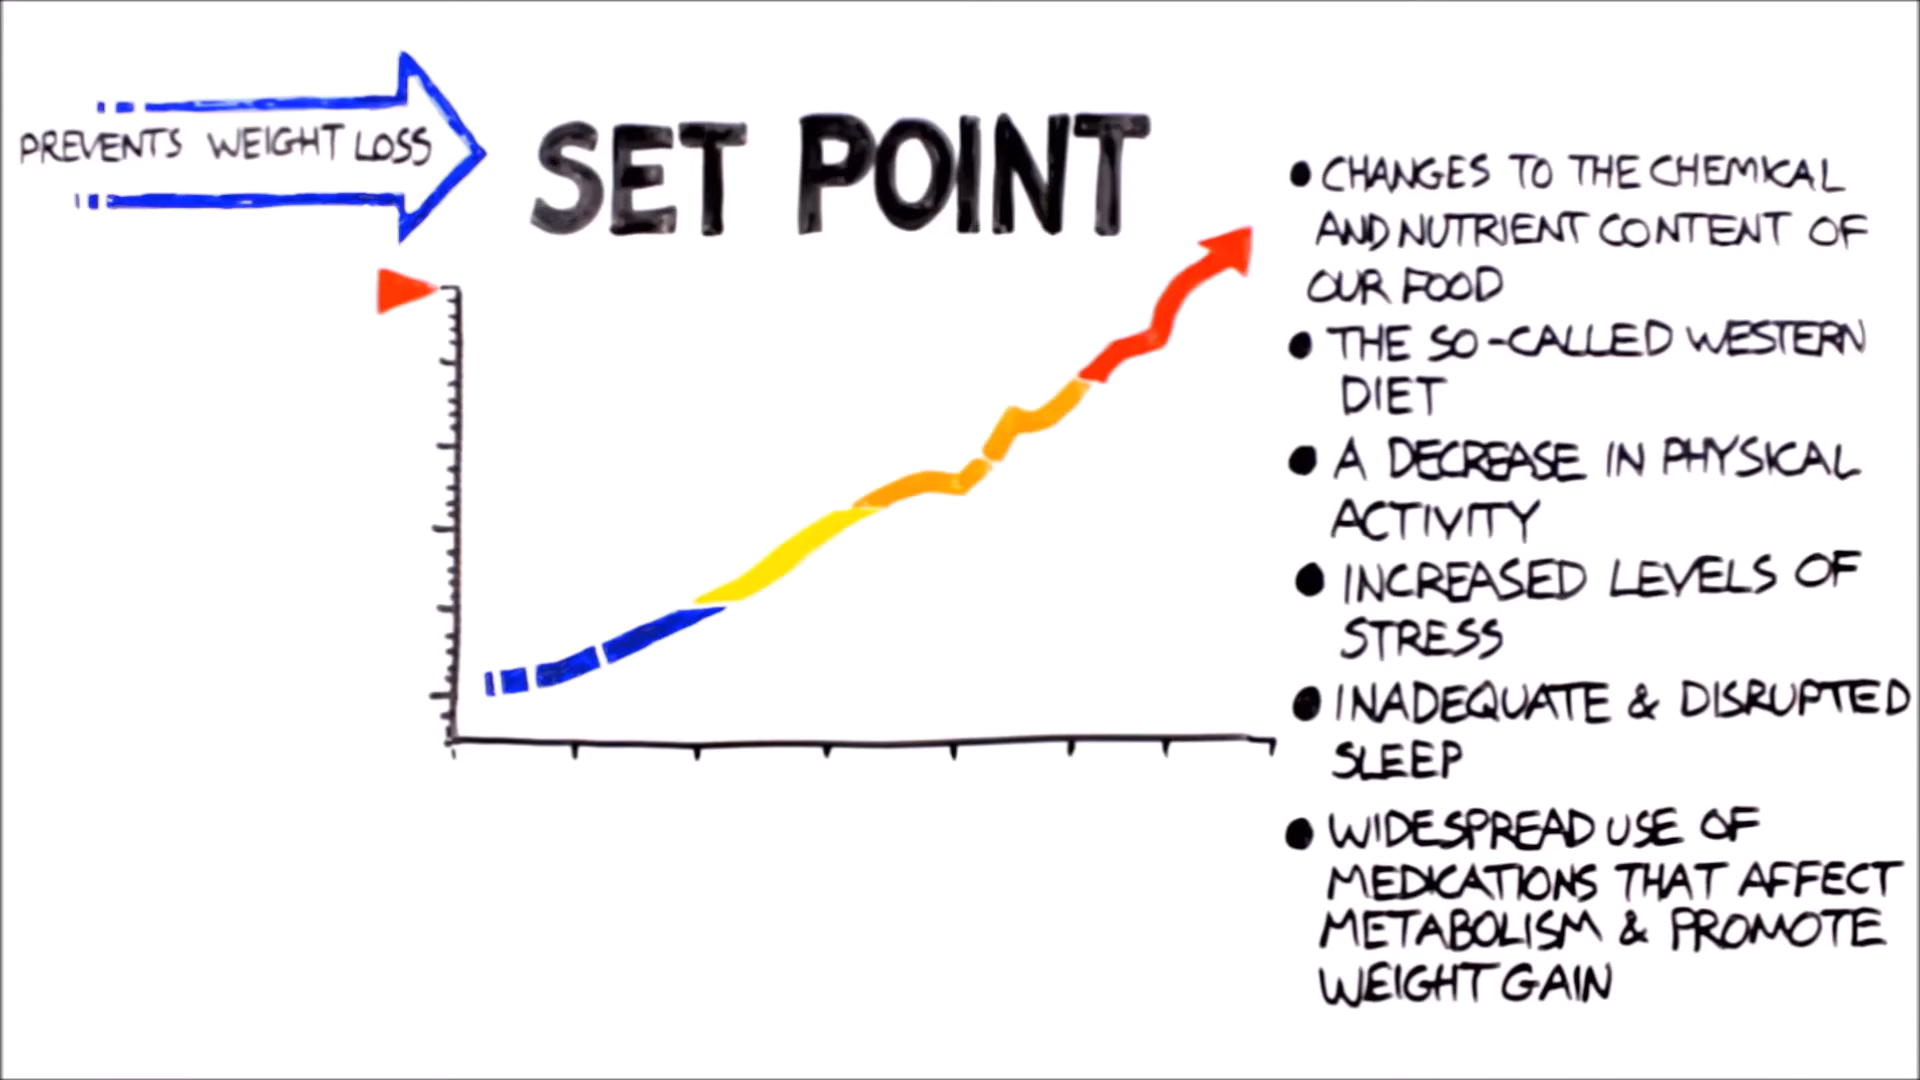 PREVENTS WEIGHT LOSS
SET POINT
• CHANGES TO THE CHEMICAL
AND NUTRIENT CONTENT OF
OUR FOOD
• THE SO-CALLED WESTERN
DIET
• A DECREASE IN PHYSICAL
ACTIVITY
• INCREASED LEVELS OF
STRESS
• INADEQUATE & DISRUPTED
SLEEP
• WIDESPREAD USE OF
MEDICATIONS THAT AFFECT
METABOLISM & PROMOTE
WEIGHT GAIN